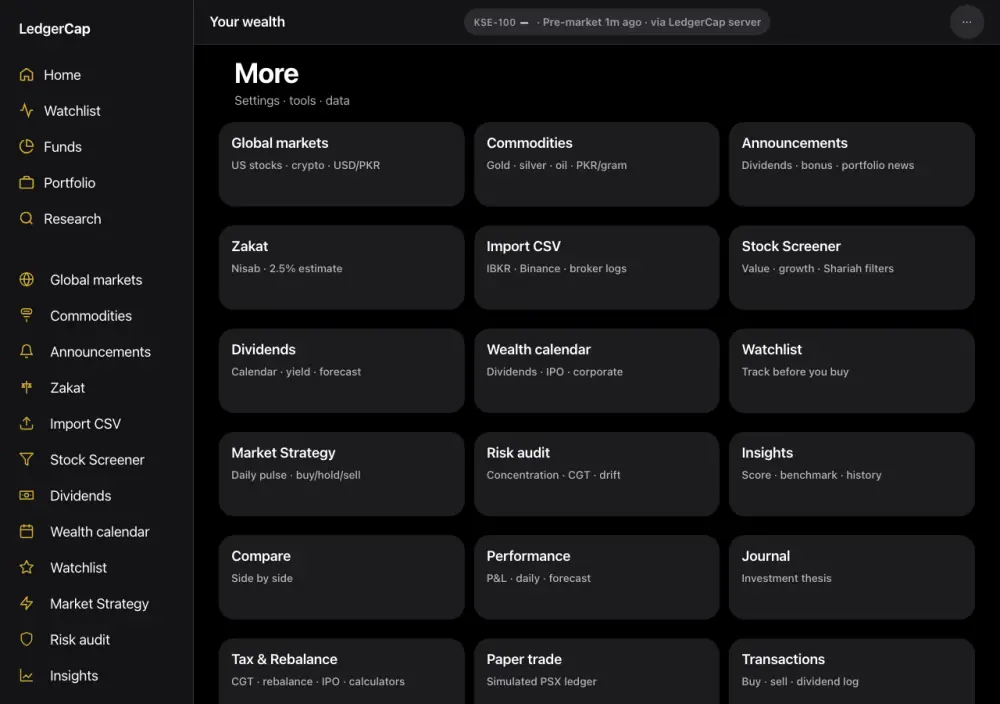 LedgerCap
Home
Watchlist
Funds
Portfolio
Research
Global markets
Commodities
Announcements
Zakat
Import CSV
Stock Screener
Dividends
Wealth calendar
Watchlist
Market Strategy
Risk audit
Insights
Your wealth
KSE-100 — · Pre-market 1m ago · via LedgerCap server
...
More
Settings · tools · data
Global markets
US stocks · crypto · USD/PKR
Commodities
Gold · silver · oil · PKR/gram
Announcements
Dividends · bonus · portfolio news
Zakat
Nisab · 2.5% estimate
Import CSV
IBKR · Binance · broker logs
Stock Screener
Value · growth · Shariah filters
Dividends
Calendar · yield · forecast
Wealth calendar
Dividends · IPO · corporate
Watchlist
Track before you buy
Market Strategy
Daily pulse · buy/hold/sell
Risk audit
Concentration · CGT · drift
Insights
Score · benchmark · history
Compare
Side by side
Performance
P&L · daily · forecast
Journal
Investment thesis
Tax & Rebalance
CGT · rebalance · IPO · calculators
Paper trade
Simulated PSX ledger
Transactions
Buy · sell · dividend log